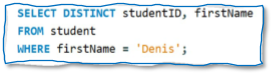 SELECT DISTINCT studentID, firstName
FROM student
WHERE firstName = 'Denis';